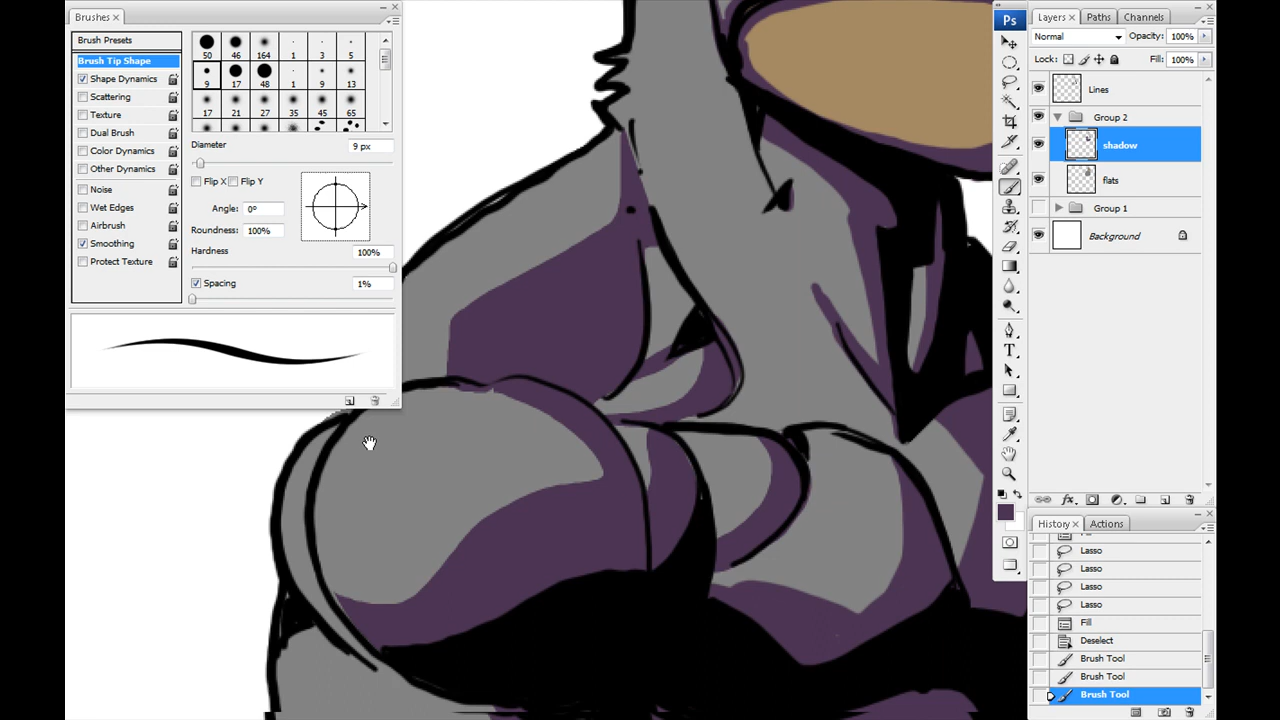 Brushes ×
Brush Presets
Brush Tip Shape
Shape Dynamics
Scattering
Texture
Dual Brush
Color Dynamics
Other Dynamics
Noise
Wet Edges
Airbrush
Smoothing
Protect Texture
50 46 164 1 3 5
9 17 48 1 9 13
17 21 27 35 45 65
Diameter 9 px
Flip X Flip Y
Angle: 0°
Roundness: 100%
Hardness 100%
Spacing 1%
Ps
Layers × Paths Channels
Normal Opacity: 100%
Lock: Fill: 100%
Lines
Group 2
shadow
flats
Group 1
Background
History × Actions
Lasso
Lasso
Lasso
Lasso
Fill
Deselect
Brush Tool
Brush Tool
Brush Tool